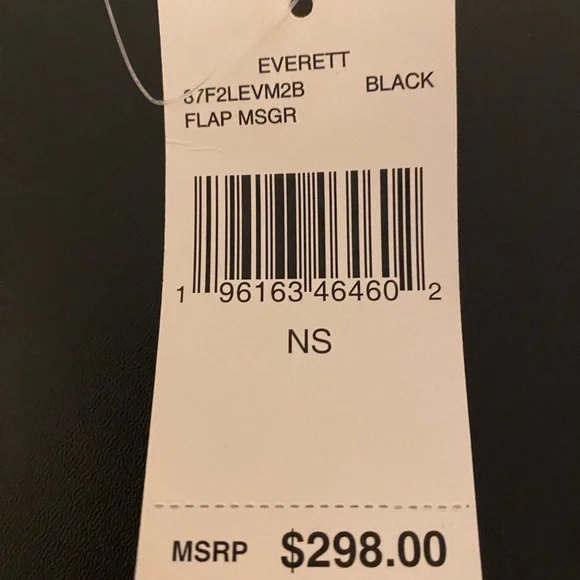 EVERETT
37F2LEVM2B BLACK
FLAP MSGR
1 96163 46460 2
NS
MSRP $298.00